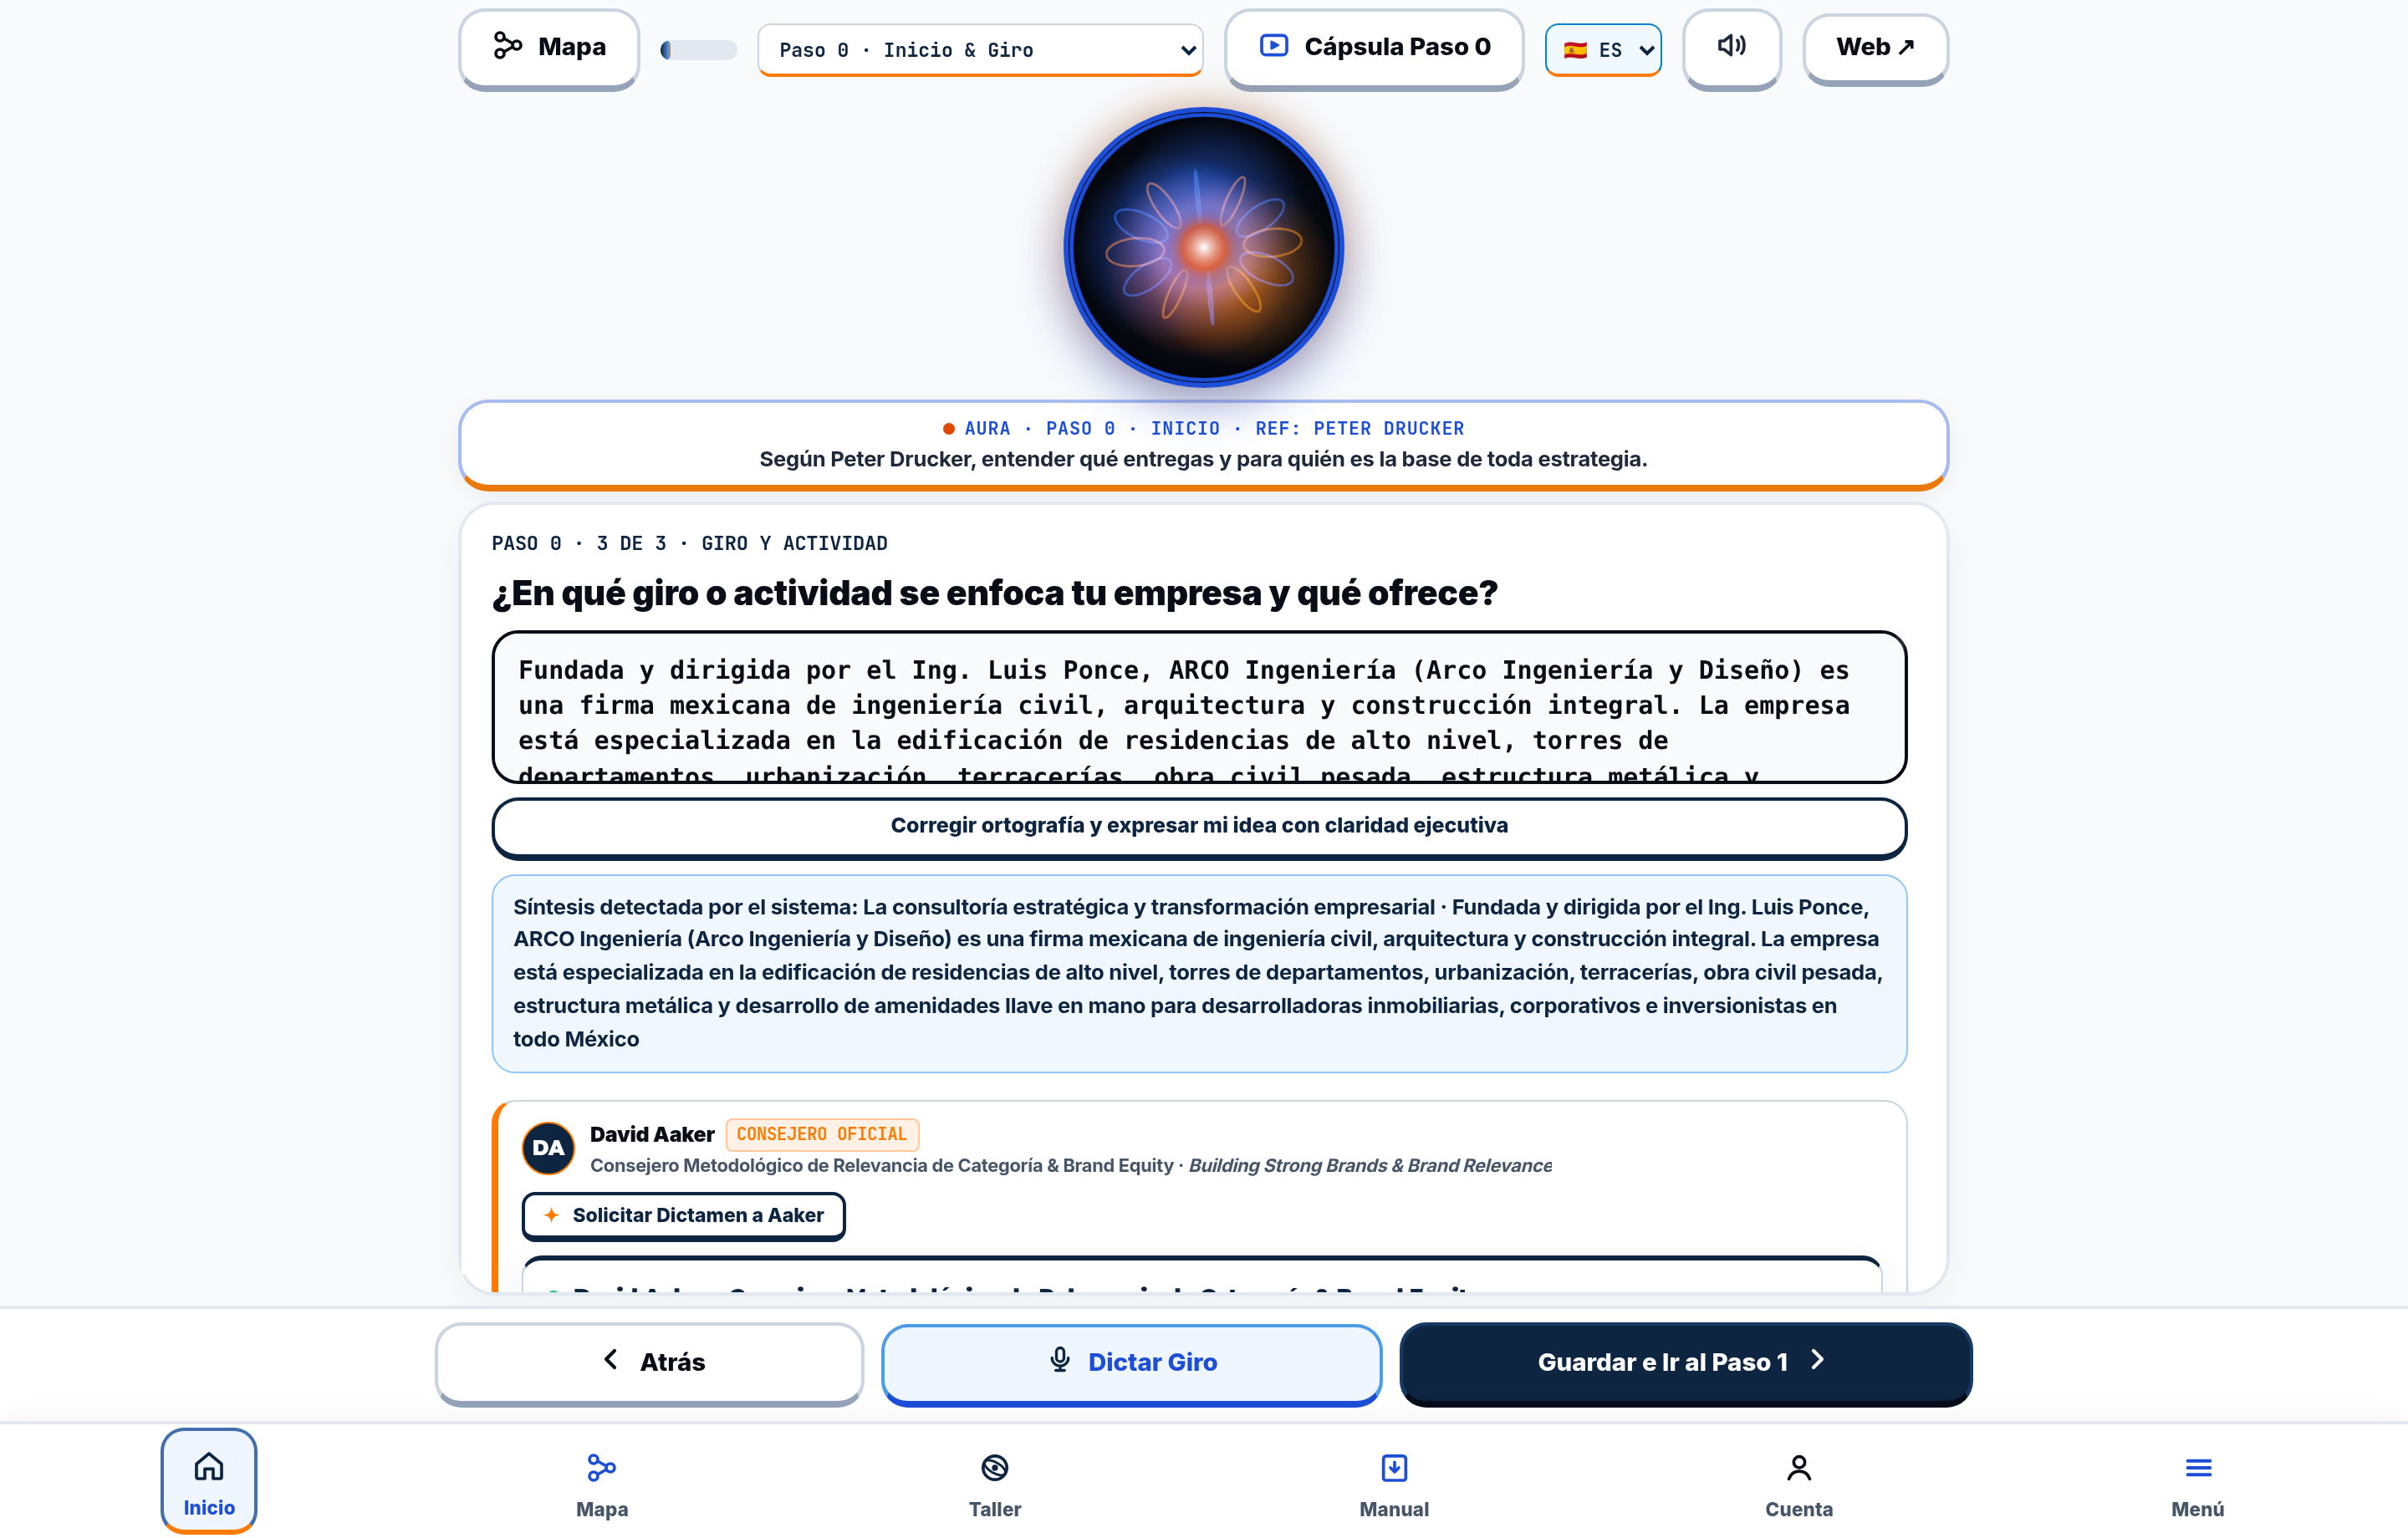 Mapa
Paso 0 · Inicio & Giro
Cápsula Paso 0
ES
Web ↗
AURA · PASO 0 · INICIO · REF: PETER DRUCKER
Según Peter Drucker, entender qué entregas y para quién es la base de toda estrategia.
PASO 0 · 3 DE 3 · GIRO Y ACTIVIDAD
¿En qué giro o actividad se enfoca tu empresa y qué ofrece?
Fundada y dirigida por el Ing. Luis Ponce, ARCO Ingeniería (Arco Ingeniería y Diseño) es
una firma mexicana de ingeniería civil, arquitectura y construcción integral. La empresa
está especializada en la edificación de residencias de alto nivel, torres de
departamentos, urbanización, terracerías, obra civil pesada, estructura metálica y
Corregir ortografía y expresar mi idea con claridad ejecutiva
Síntesis detectada por el sistema: La consultoría estratégica y transformación empresarial · Fundada y dirigida por el Ing. Luis Ponce,
ARCO Ingeniería (Arco Ingeniería y Diseño) es una firma mexicana de ingeniería civil, arquitectura y construcción integral. La empresa
está especializada en la edificación de residencias de alto nivel, torres de departamentos, urbanización, terracerías, obra civil pesada,
estructura metálica y desarrollo de amenidades llave en mano para desarrolladoras inmobiliarias, corporativos e inversionistas en
todo México
DA
David Aaker
CONSEJERO OFICIAL
Consejero Metodológico de Relevancia de Categoría & Brand Equity · Building Strong Brands & Brand Relevance
✦ Solicitar Dictamen a Aaker
Atrás
Dictar Giro
Guardar e Ir al Paso 1
Inicio
Mapa
Taller
Manual
Cuenta
Menú